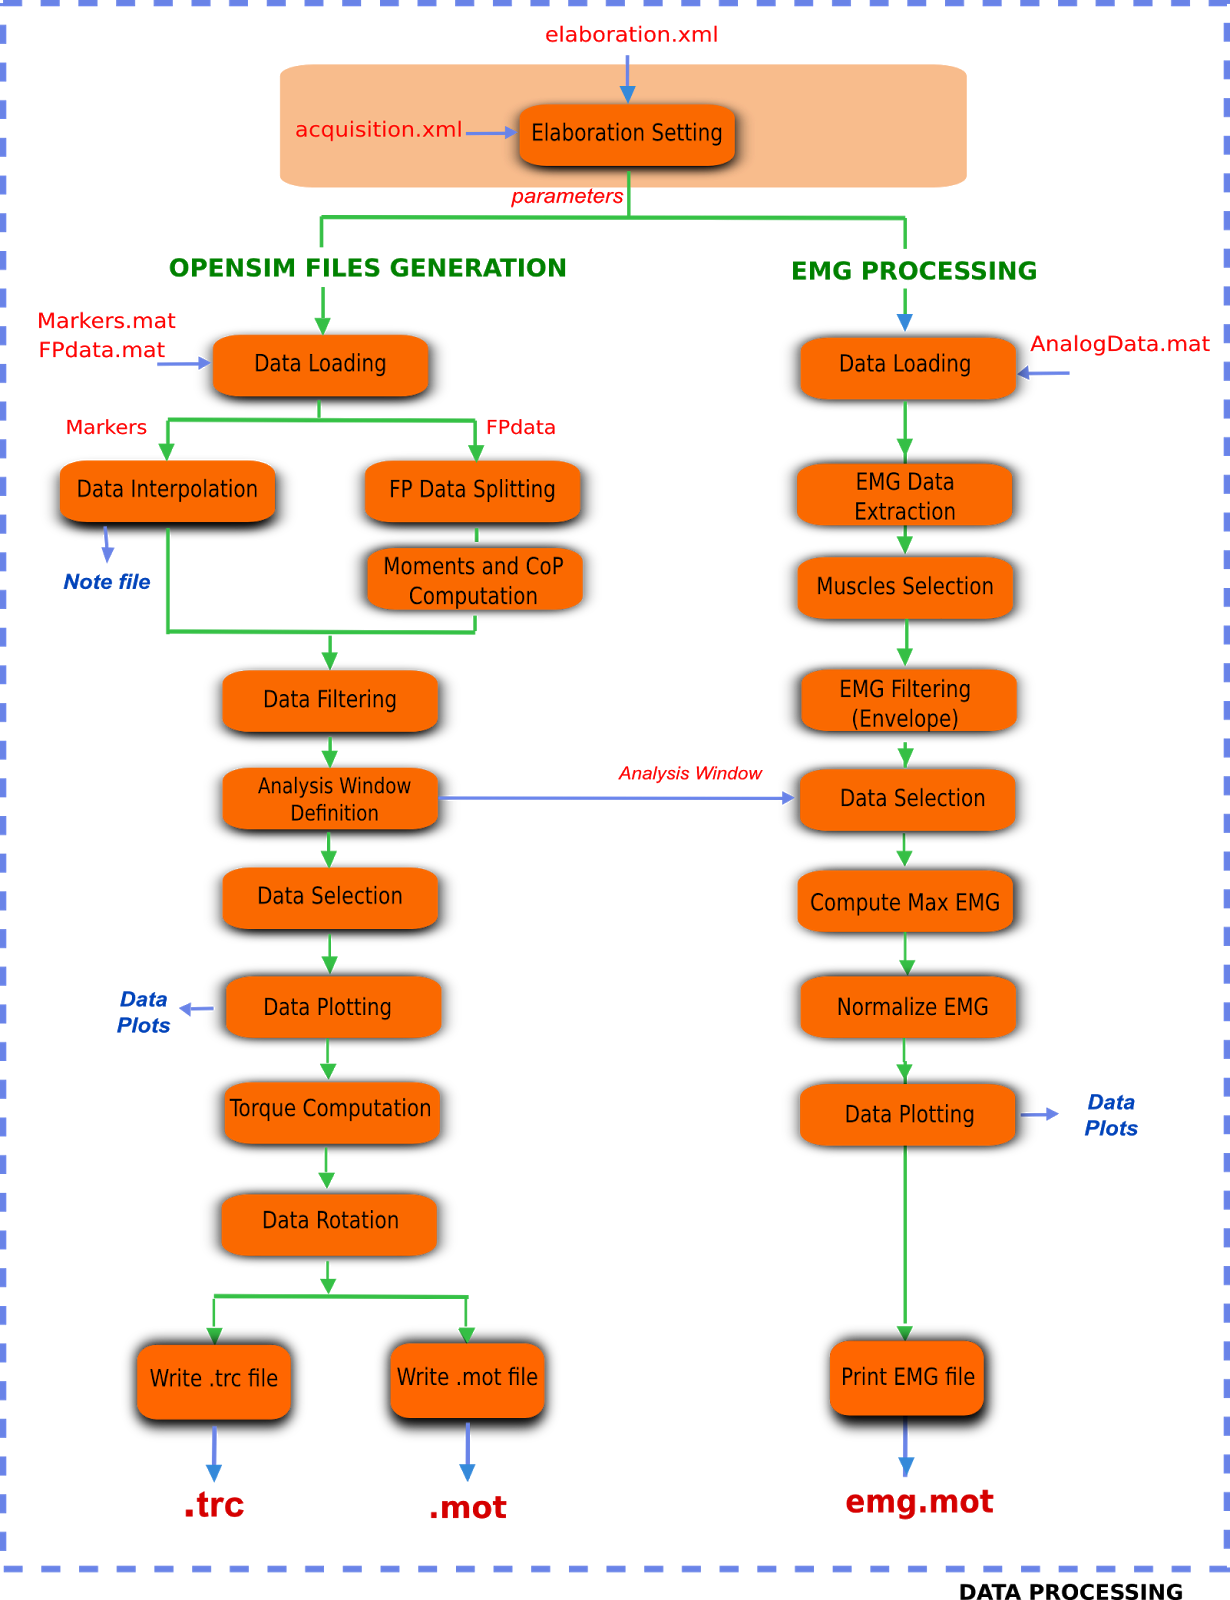 elaboration.xml
acquisition.xml
Elaboration Setting
parameters
OPENSIM FILES GENERATION
EMG PROCESSING
Markers.mat
FPdata.mat
Data Loading
Data Loading
AnalogData.mat
Markers
FPdata
Data Interpolation
FP Data Splitting
EMG Data
Extraction
Note file
Moments and CoP
Computation
Muscles Selection
Data Filtering
EMG Filtering
(Envelope)
Analysis Window
Definition
Analysis Window
Data Selection
Data Selection
Compute Max EMG
Data
Plots
Data Plotting
Normalize EMG
Torque Computation
Data Plotting
Data
Plots
Data Rotation
Write .trc file
Write .mot file
Print EMG file
.trc
.mot
emg.mot
DATA PROCESSING